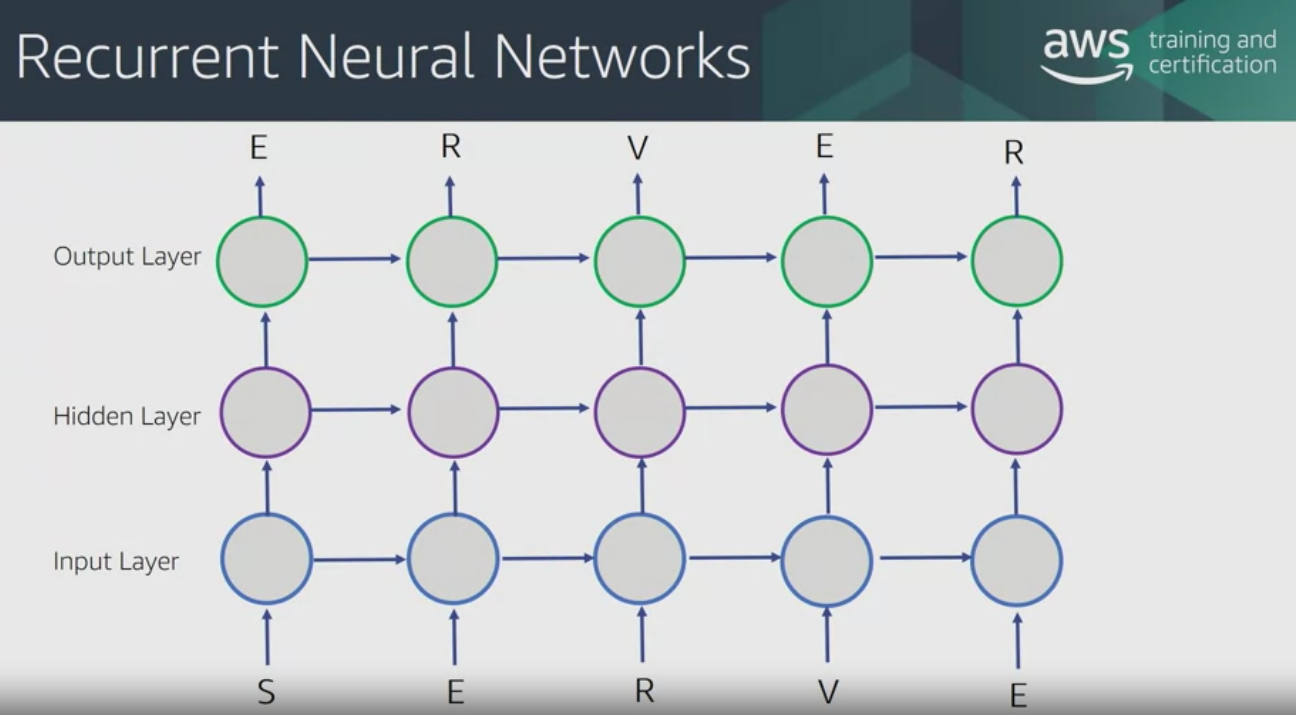 Recurrent Neural Networks
aws training and
certification
E R V E R
Output Layer
Hidden Layer
Input Layer
S E R V E